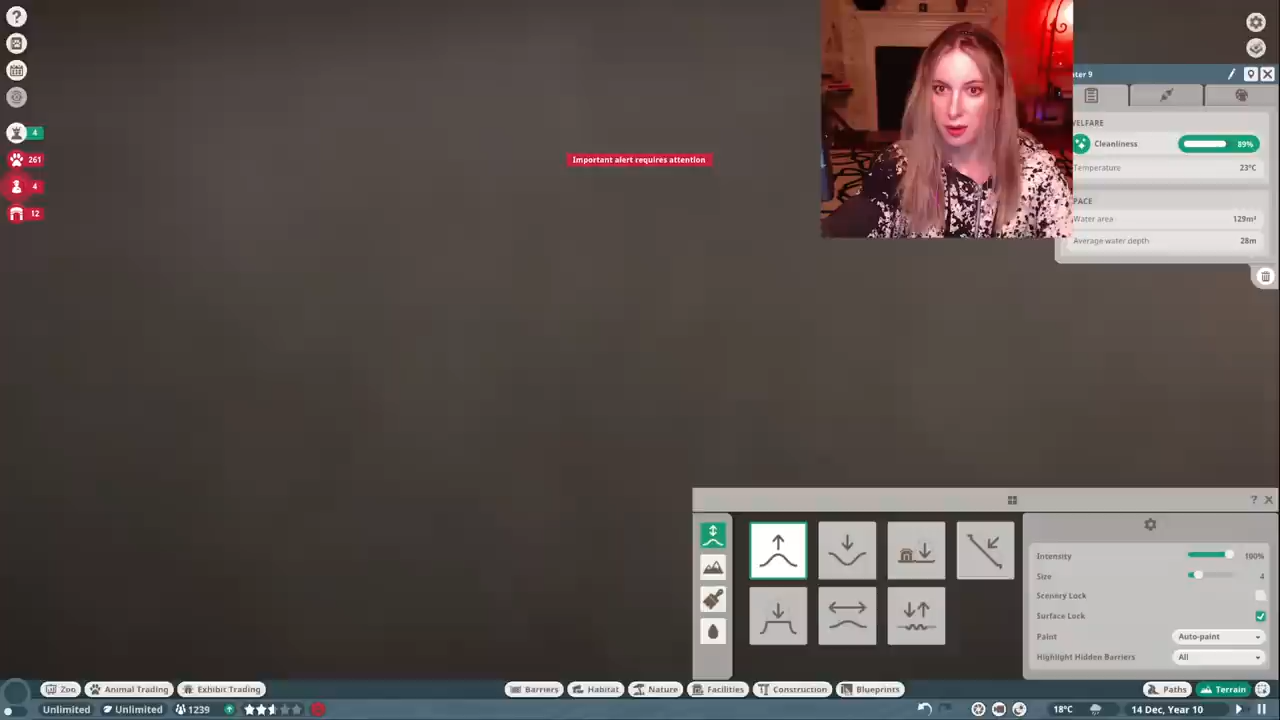 ?
4
261
4
12
Important alert requires attention
ter 9
WELFARE
Cleanliness 89%
Temperature 23°C
SPACE
Water area 129m²
Average water depth 28m
?
Intensity 100%
Size 4
Scenery Lock
Surface Lock
Paint Auto-paint
Highlight Hidden Barriers All
Zoo Animal Trading Exhibit Trading Barriers Habitat Nature Facilities Construction Blueprints Paths Terrain
Unlimited Unlimited 1239 18°C 14 Dec, Year 10